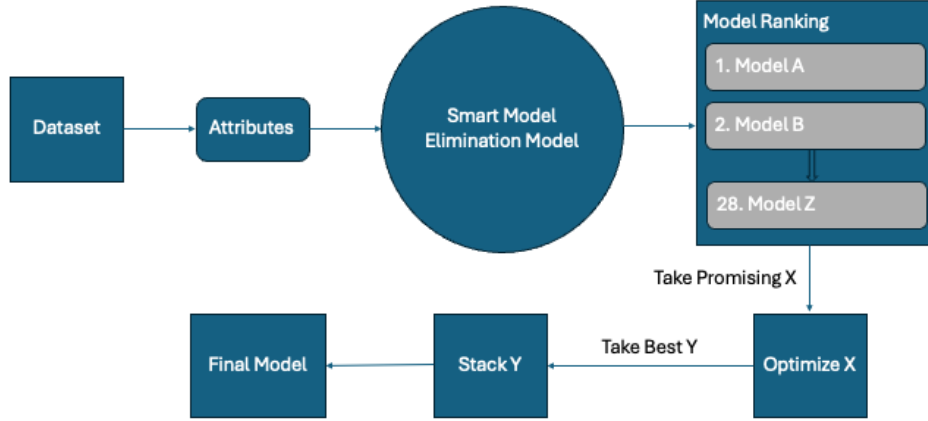 Model Ranking
1. Model A
Dataset
Attributes
Smart Model
Elimination Model
2. Model B
28. Model Z
Take Promising X
Optimize X
Take Best Y
Stack Y
Final Model